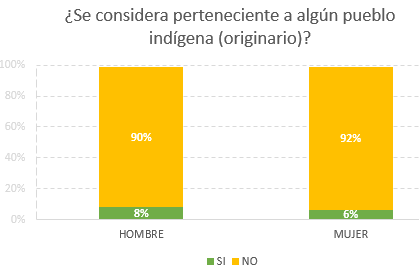 ¿Se considera perteneciente a algún pueblo
indígena (originario)?
100%
80%
60%
40%
20%
0%
90%
92%
8%
6%
HOMBRE
MUJER
SI NO